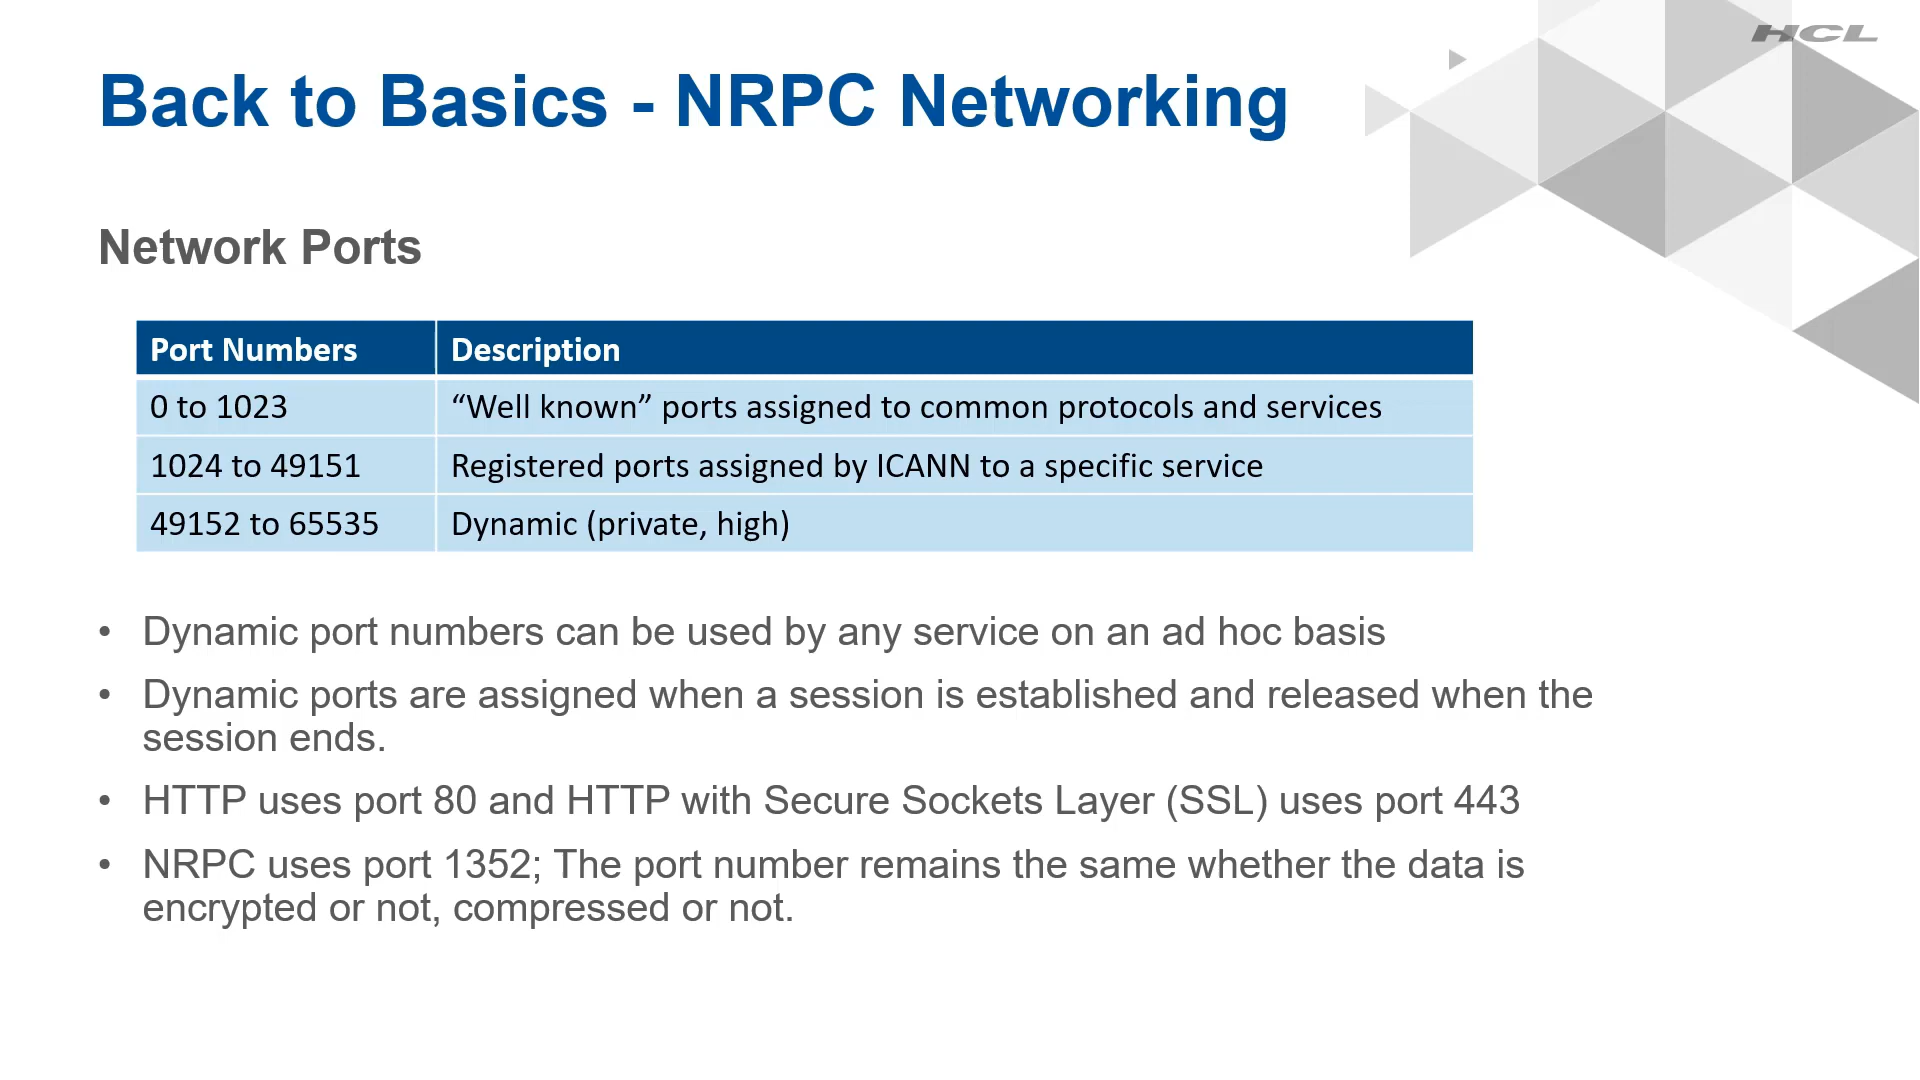 HCL
Back to Basics - NRPC Networking
Network Ports
Port Numbers Description
0 to 1023 “Well known” ports assigned to common protocols and services
1024 to 49151 Registered ports assigned by ICANN to a specific service
49152 to 65535 Dynamic (private, high)
• Dynamic port numbers can be used by any service on an ad hoc basis
• Dynamic ports are assigned when a session is established and released when the
session ends.
• HTTP uses port 80 and HTTP with Secure Sockets Layer (SSL) uses port 443
• NRPC uses port 1352; The port number remains the same whether the data is
encrypted or not, compressed or not.